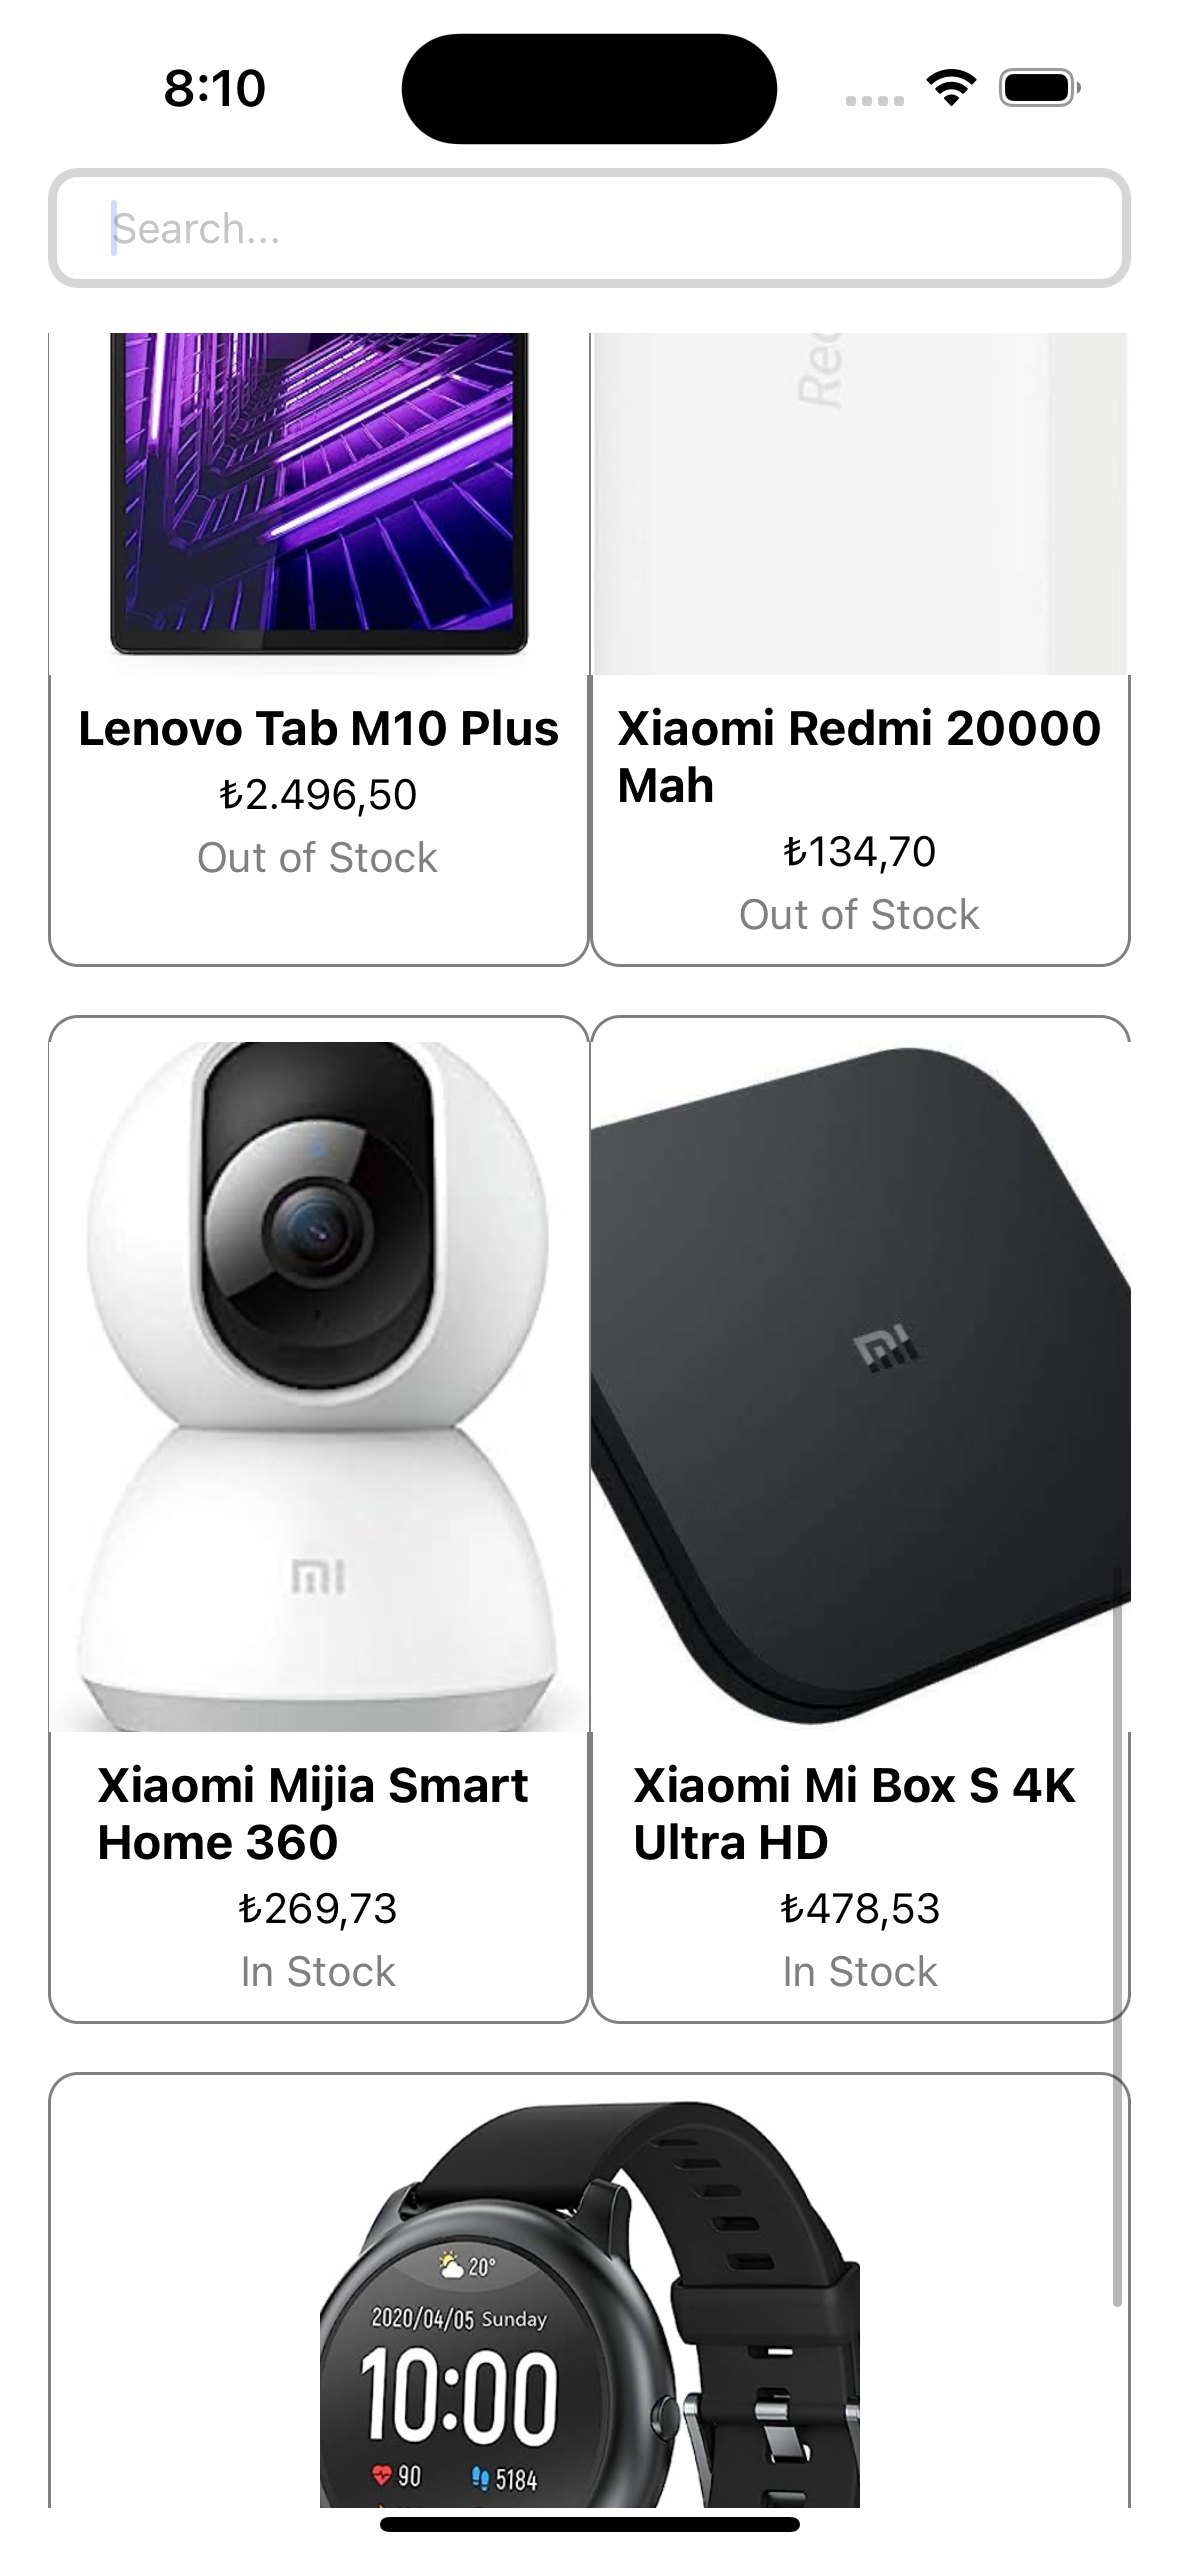 8:10
Search...
Red
Lenovo Tab M10 Plus
₺2.496,50
Out of Stock
Xiaomi Redmi 20000
Mah
₺134,70
Out of Stock
mi
mi
Xiaomi Mijia Smart
Home 360
₺269,73
In Stock
Xiaomi Mi Box S 4K
Ultra HD
₺478,53
In Stock
20°
2020/04/05 Sunday
10:00
90 5184